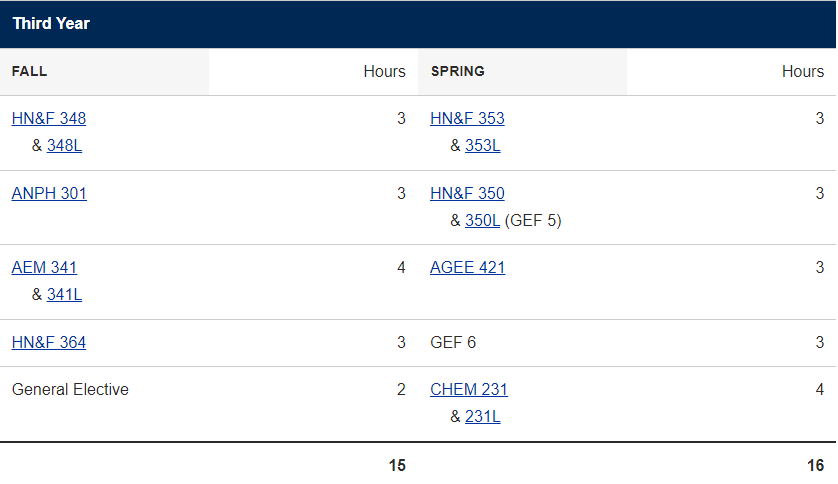 Third Year
FALL Hours SPRING Hours
HN&F 348 3 HN&F 353 3
& 348L & 353L
ANPH 301 3 HN&F 350 3
& 350L (GEF 5)
AEM 341 4 AGEE 421 3
& 341L
HN&F 364 3 GEF 6 3
General Elective 2 CHEM 231 4
& 231L
15 16